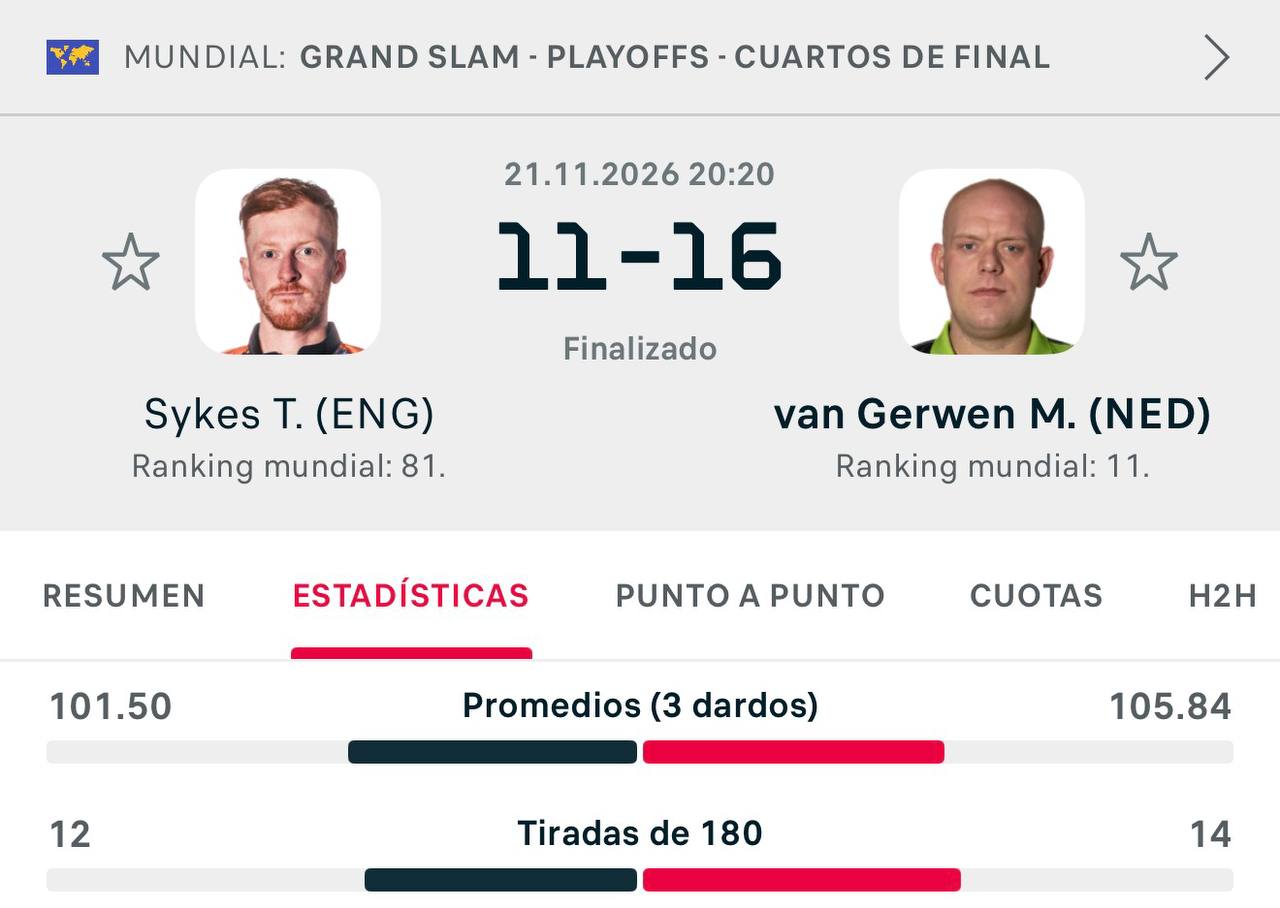 MUNDIAL: GRAND SLAM - PLAYOFFS - CUARTOS DE FINAL
21.11.2026 20:20
11-16
Finalizado
Sykes T. (ENG)
van Gerwen M. (NED)
Ranking mundial: 81.
Ranking mundial: 11.
RESUMEN ESTADÍSTICAS PUNTO A PUNTO CUOTAS H2H
101.50 Promedios (3 dardos) 105.84
12 Tiradas de 180 14